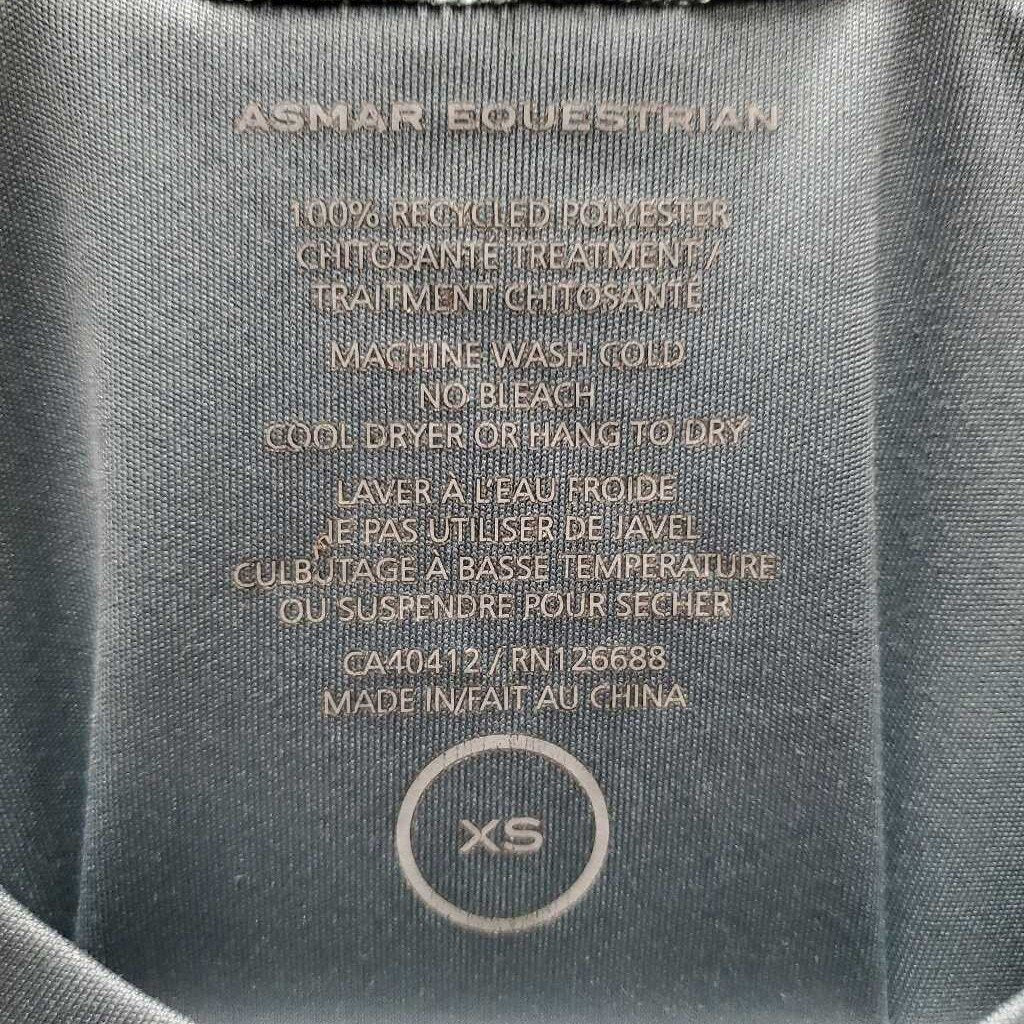 ASMAR EQUESTRIAN
100% RECYCLED POLYESTER
CHITOSANTE TREATMENT /
TRAITMENT CHITOSANTE
MACHINE WASH COLD
NO BLEACH
COOL DRYER OR HANG TO DRY
LAVER À L'EAU FROIDE
NE PAS UTILISER DE JAVEL
CULBUTAGE À BASSE TEMPERATURE
OU SUSPENDRE POUR SECHER
CA40412 / RN126688
MADE IN/FAIT AU CHINA
XS